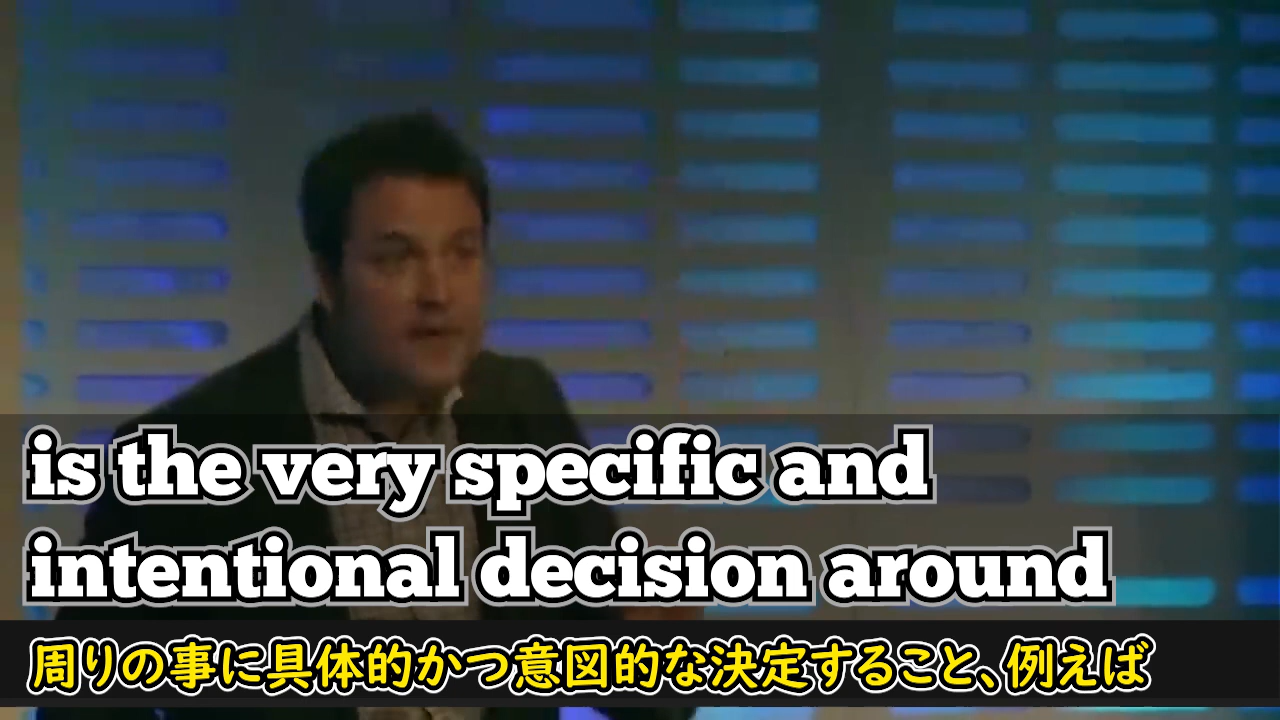 is the very specific and
intentional decision around
周りの事に具体的かつ意図的な決定すること、例えば